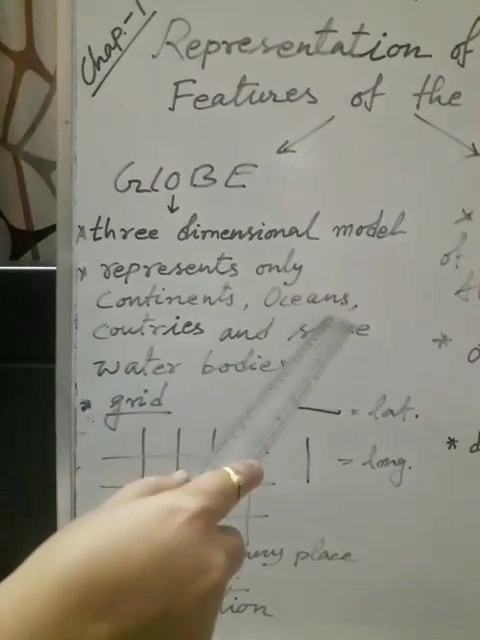 Chap:-1
Representation of
Features of the
GLOBE
* three dimensional model
* represents only
Continents, Oceans,
coutries and
water bodies
* grid
= lat.
= long.
place